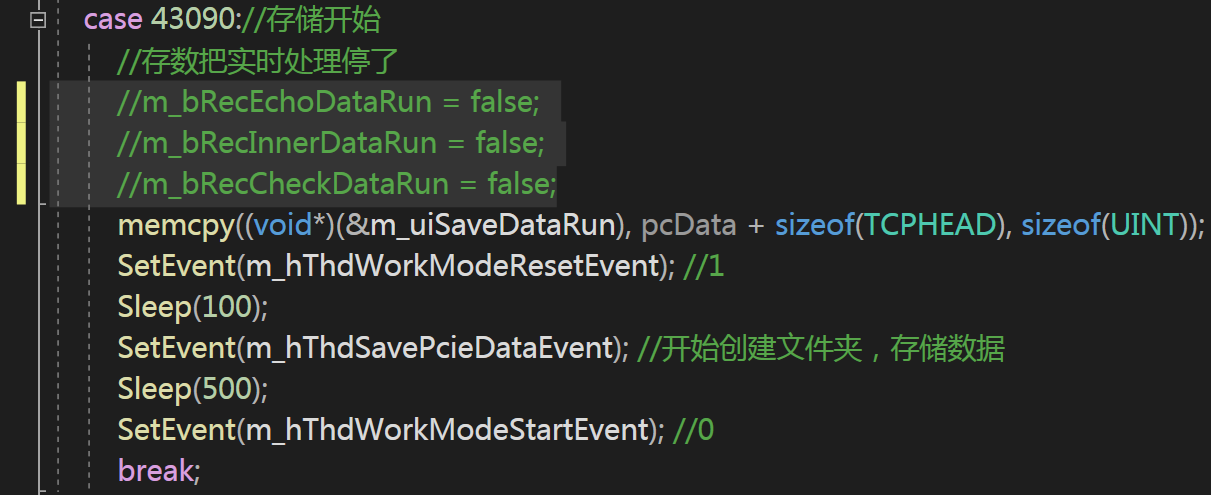 case 43090://存储开始
//存数把实时处理停了
//m_bRecEchoDataRun = false;
//m_bRecInnerDataRun = false;
//m_bRecCheckDataRun = false;
memcpy((void*)(&m_uiSaveDataRun), pcData + sizeof(TCPHEAD), sizeof(UINT));
SetEvent(m_hThdWorkModeResetEvent); //1
Sleep(100);
SetEvent(m_hThdSavePcieDataEvent); //开始创建文件夹，存储数据
Sleep(500);
SetEvent(m_hThdWorkModeStartEvent); //0
break;